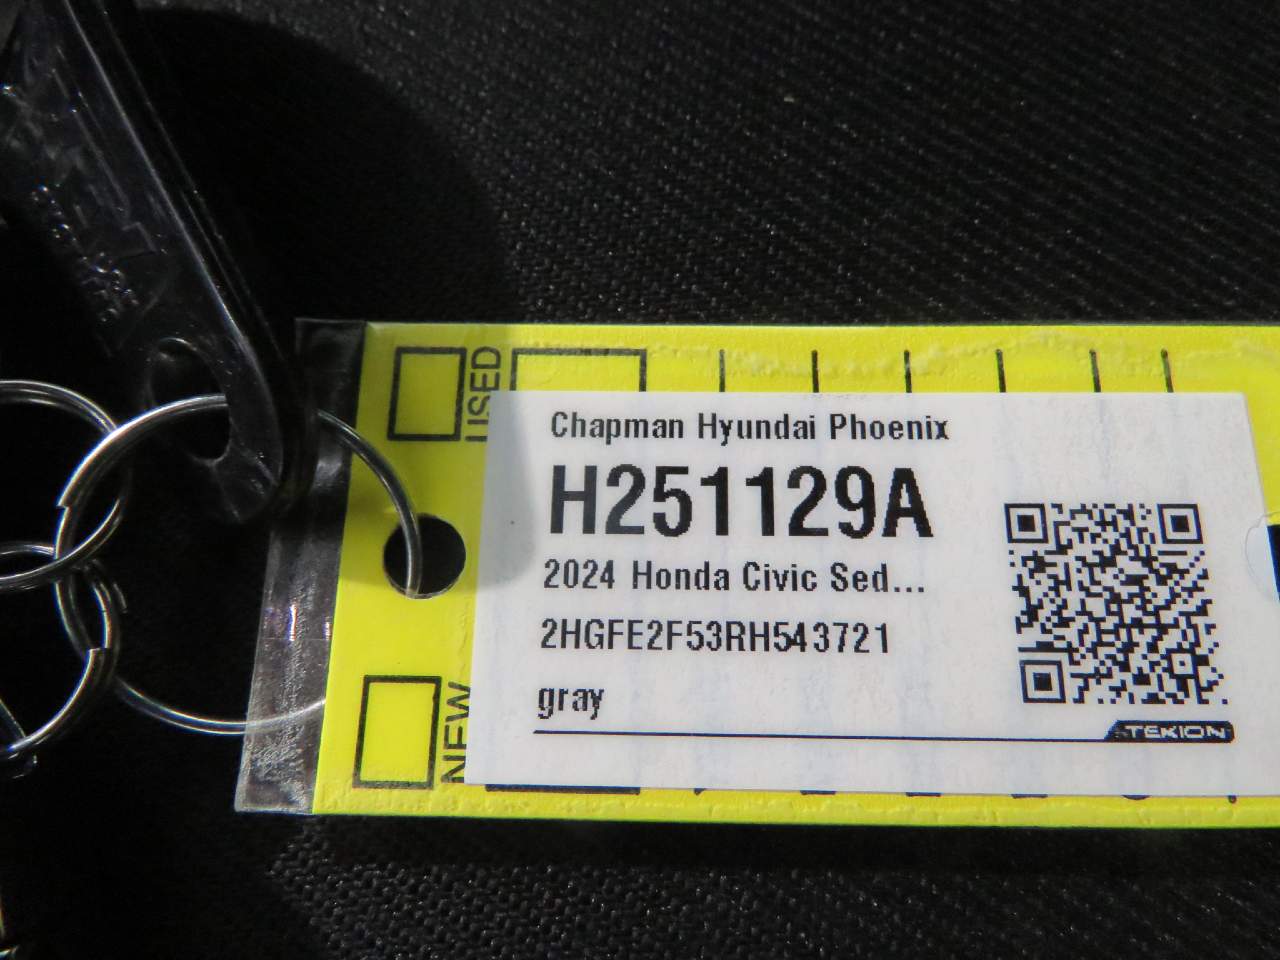 USED
Chapman Hyundai Phoenix
H251129A
2024 Honda Civic Sed...
2HGFE2F53RH543721
gray
TEKION
NEW